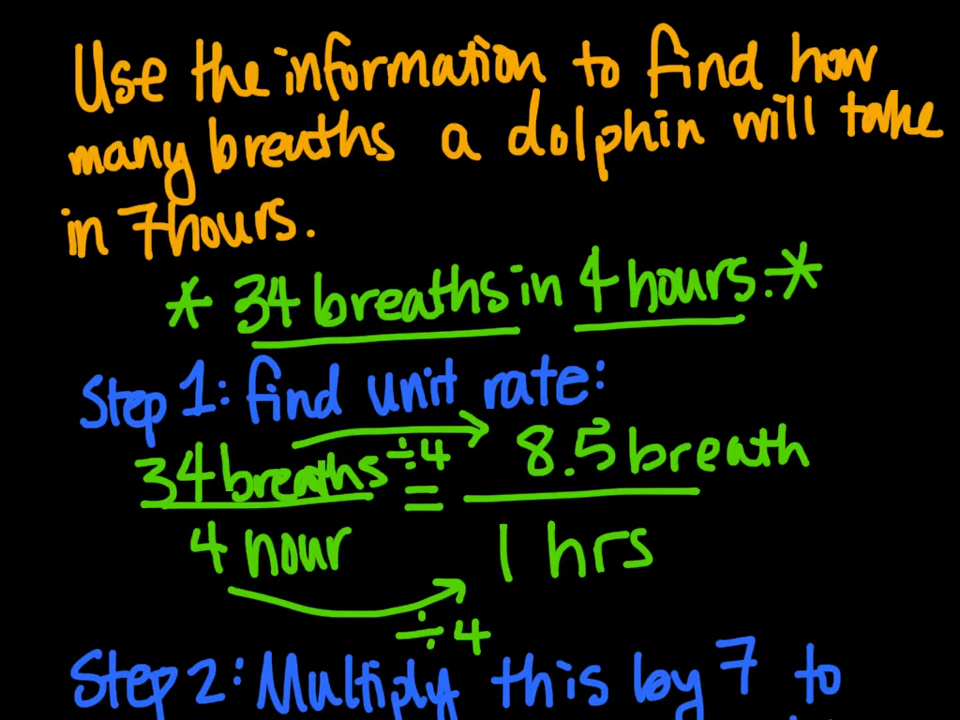 Use the information to find how
many breaths a dolphin will take
in 7 hours.
* 34 breaths in 4 hours. *
Step 1: find unit rate:
34 breaths ÷4 = 8.5 breath
4 hour 1 hrs
÷4
Step 2: Multiply this by 7 to